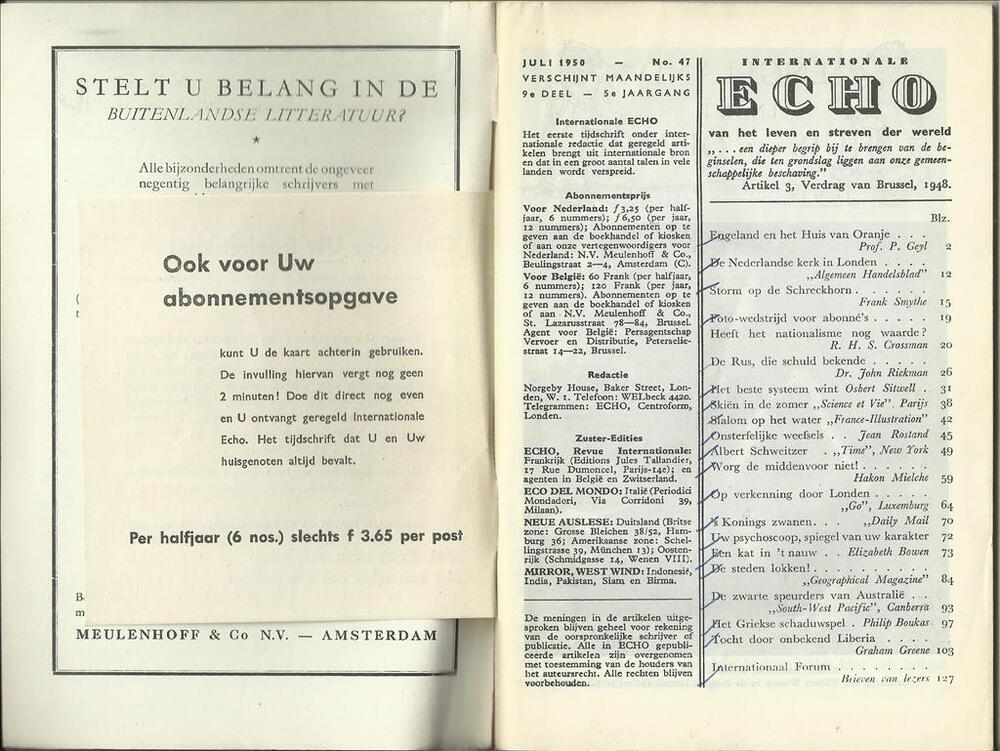 STELT U BELANG IN DE
BUITENLANDSE LITTERATUUR?
Alle bijzonderheden omtrent de ongeveer
negentig belangrijke schrijvers met
Ook voor Uw
abonnementsopgave
kunt U de kaart achterin gebruiken.
De invulling hiervan vergt nog geen
2 minuten! Doe dit direct nog even
en U ontvangt geregeld Internationale
Echo. Het tijdschrift dat U en Uw
huisgenoten altijd bevalt.
Per halfjaar (6 nos.) slechts f 3.65 per post
MEULENHOFF & Co N.V. — AMSTERDAM
JULI 1950 — No. 47
VERSCHIJNT MAANDELIJKS
9e DEEL — 5e JAARGANG
Internationale ECHO
Het eerste tijdschrift onder inter-
nationale redactie dat geregeld arti-
kelen brengt uit internationale bron
en dat in een groot aantal talen in vele
landen wordt verspreid.
Abonnementsprijs
Voor Nederland: f 3,25 (per half-
jaar, 6 nummers); f 6,50 (per jaar,
12 nummers); Abonnementen op te
geven aan de boekhandel of kiosken
of aan onze vertegenwoordigers voor
Nederland: N.V. Meulenhoff & Co.,
Beulingstraat 2—4, Amsterdam (C).
Voor België: 60 Frank (per halfjaar,
6 nummers); 120 Frank (per jaar,
12 nummers). Abonnementen op te
geven aan de boekhandel of kiosken
of aan N.V. Meulenhoff & Co.,
St. Lazarusstraat 78—84, Brussel.
Agent voor België: Persagentschap
Vervoer en Distributie, Peterselie-
straat 14—22, Brussel.
Redactie
Norgeby House, Baker Street, Lon-
den, W. 1. Telefoon: WELbeck 4420.
Telegrammen: ECHO, Centroform,
Londen.
Zuster-Edities
ECHO, Revue Internationale:
Frankrijk (Editions Jules Tallandier,
17 Rue Dumoncel, Parijs-14e); en
agenten in België en Zwitserland.
ECO DEL MONDO: Italië (Periodici
Mondadori, Via Corridoni 39,
Milaan).
NEUE AUSLESE: Duitsland (Britse
zone: Grosse Bleichen 38/52, Ham-
burg 36; Amerikaanse zone: Schel-
lingstrasse 39, München 13); Oosten-
rijk (Schmidgasse 14, Wenen VIII).
MIRROR, WEST WIND: Indonesië,
India, Pakistan, Siam en Birma.
De meningen in de artikelen uitge-
sproken blijven geheel voor rekening
van de oorspronkelijke schrijver of
publicatie. Alle in ECHO gepubli-
ceerde artikelen zijn overgenomen
met toestemming van de houders van
het auteursrecht. Alle rechten blijven
voorbehouden.
INTERNATIONALE
ECHO
van het leven en streven der wereld
„. . . een dieper begrip bij te brengen van de be-
ginselen, die ten grondslag liggen aan onze gemeen-
schappelijke beschaving.”
Artikel 3, Verdrag van Brussel, 1948.
Blz.
Engeland en het Huis van Oranje . . .
Prof. P. Geyl 2
De Nederlandse kerk in Londen . . . .
„Algemeen Handelsblad” 12
Storm op de Schreckhorn . . . . . .
Frank Smythe 15
Foto-wedstrijd voor abonné's . . . . . 19
Heeft het nationalisme nog waarde?
R. H. S. Crossman 20
De Rus, die schuld bekende . . . . .
Dr. John Rickman 26
Het beste systeem wint Osbert Sitwell . 31
Skiën in de zomer „Science et Vie”, Parijs 38
Slalom op het water „France-Illustration” 42
Onsterfelijke weefsels . . Jean Rostand 45
Albert Schweitzer . „Time”, New York 49
Worg de middenvoor niet! . . . . . .
Hakon Mielche 59
Op verkenning door Londen . . . . .
„Go”, Luxemburg 64
's Konings zwanen. . . „Daily Mail 70
Uw psychoscoop, spiegel van uw karakter 72
Een kat in 't nauw . . Elizabeth Bowen 73
De steden lokken! . . . . . . . . .
„Geographical Magazine” 84
De zwarte speurders van Australië . .
„South-West Pacific”, Canberra 93
Het Griekse schaduwspel . Philip Boukas 97
Tocht door onbekend Liberia . . . .
Graham Greene 103
Internationaal Forum . . . . . . . .
Brieven van lezers 127